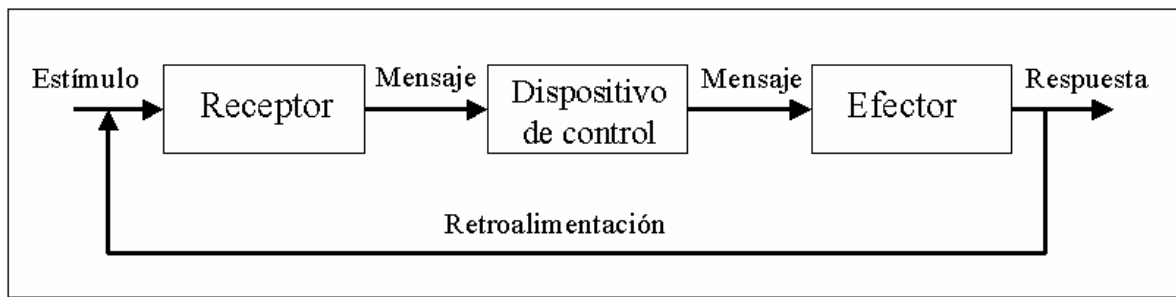 Estímulo
Receptor
Mensaje
Dispositivo
de control
Mensaje
Efector
Respuesta
Retroalimentación